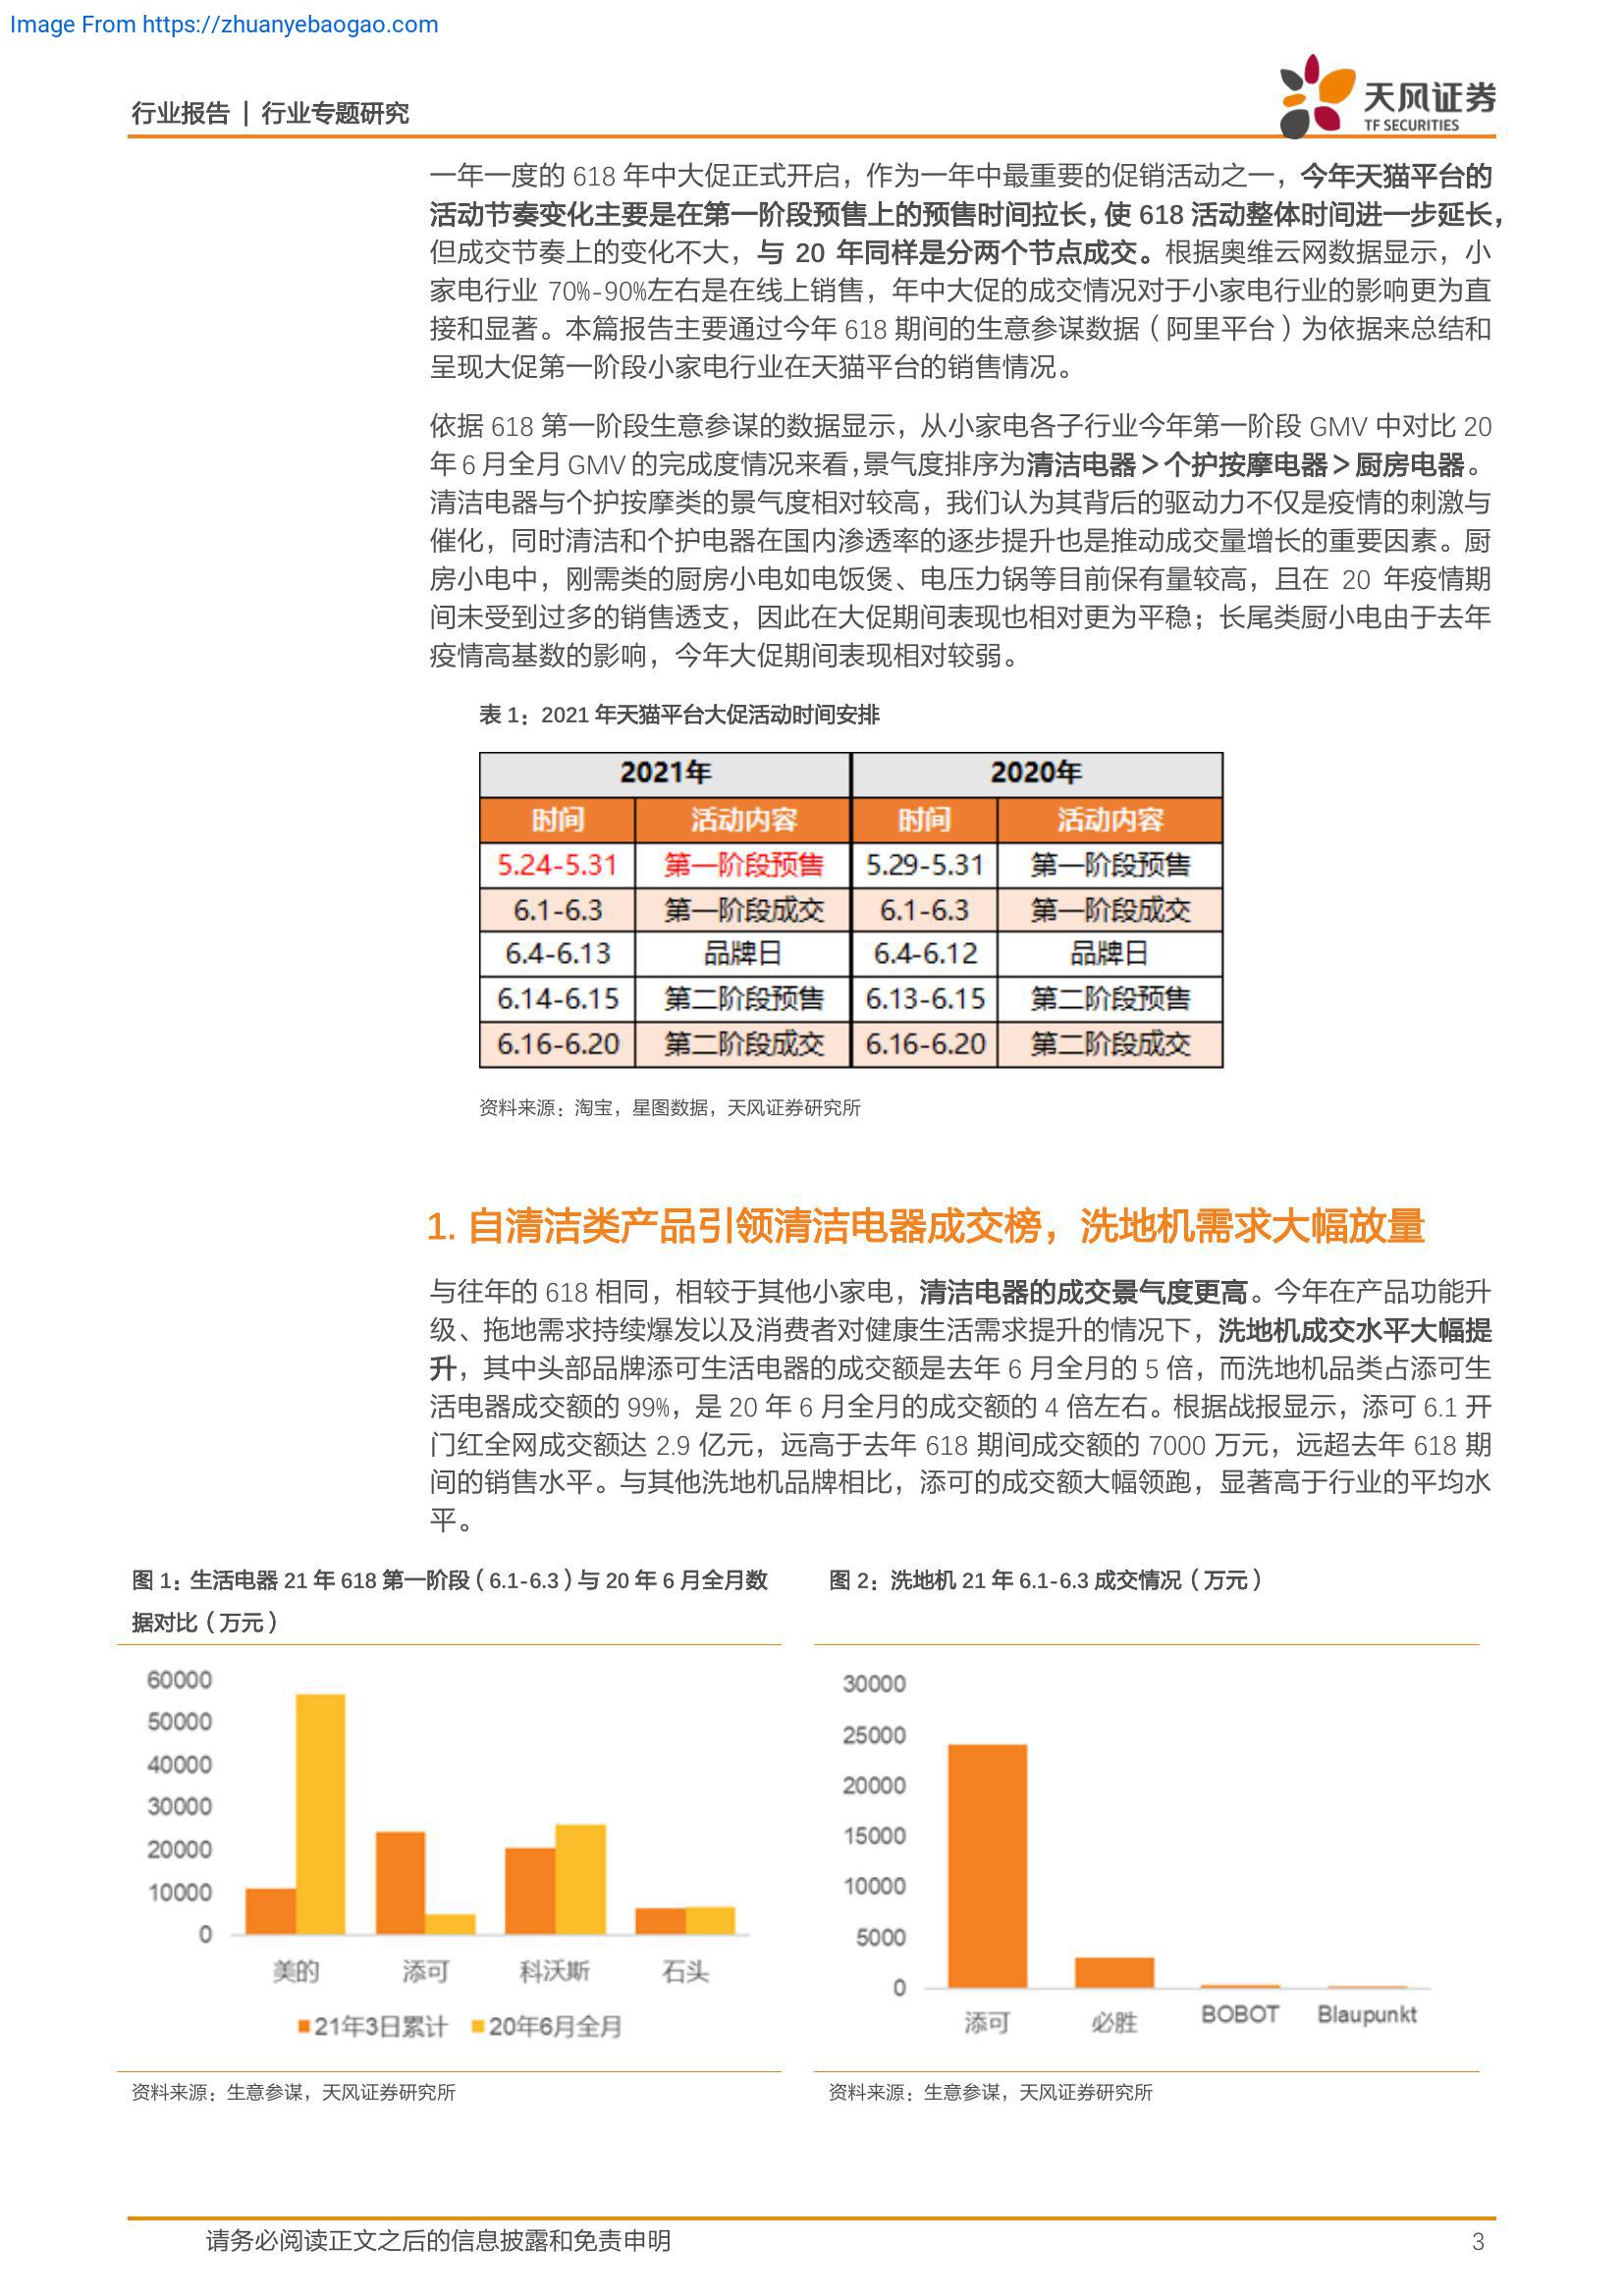 Image From https://zhuanyebaogao.com
行业报告 | 行业专题研究
天风证券
TF SECURITIES
一年一度的 618 年中大促正式开启，作为一年中最重要的促销活动之一，今年天猫平台的
活动节奏变化主要是在第一阶段预售上的预售时间拉长，使 618 活动整体时间进一步延长，
但成交节奏上的变化不大，与 20 年同样是分两个节点成交。根据奥维云网数据显示，小
家电行业 70%-90%左右是在线上销售，年中大促的成交情况对于小家电行业的影响更为直
接和显著。本篇报告主要通过今年 618 期间的生意参谋数据（阿里平台）为依据来总结和
呈现大促第一阶段小家电行业在天猫平台的销售情况。
依据 618 第一阶段生意参谋的数据显示，从小家电各子行业今年第一阶段 GMV 中对比 20
年 6 月全月 GMV 的完成度情况来看，景气度排序为清洁电器＞个护按摩电器＞厨房电器。
清洁电器与个护按摩类的景气度相对较高，我们认为其背后的驱动力不仅是疫情的刺激与
催化，同时清洁和个护电器在国内渗透率的逐步提升也是推动成交量增长的重要因素。厨
房小电中，刚需类的厨房小电如电饭煲、电压力锅等目前保有量较高，且在 20 年疫情期
间未受到过多的销售透支，因此在大促期间表现也相对更为平稳；长尾类厨小电由于去年
疫情高基数的影响，今年大促期间表现相对较弱。
表 1：2021 年天猫平台大促活动时间安排
2021年 2020年
时间 活动内容 时间 活动内容
5.24-5.31 第一阶段预售 5.29-5.31 第一阶段预售
6.1-6.3 第一阶段成交 6.1-6.3 第一阶段成交
6.4-6.13 品牌日 6.4-6.12 品牌日
6.14-6.15 第二阶段预售 6.13-6.15 第二阶段预售
6.16-6.20 第二阶段成交 6.16-6.20 第二阶段成交
资料来源：淘宝，星图数据，天风证券研究所
1. 自清洁类产品引领清洁电器成交榜，洗地机需求大幅放量
与往年的 618 相同，相较于其他小家电，清洁电器的成交景气度更高。今年在产品功能升
级、拖地需求持续爆发以及消费者对健康生活需求提升的情况下，洗地机成交水平大幅提
升，其中头部品牌添可生活电器的成交额是去年 6 月全月的 5 倍，而洗地机品类占添可生
活电器成交额的 99%，是 20 年 6 月全月的成交额的 4 倍左右。根据战报显示，添可 6.1 开
门红全网成交额达 2.9 亿元，远高于去年 618 期间成交额的 7000 万元，远超去年 618 期
间的销售水平。与其他洗地机品牌相比，添可的成交额大幅领跑，显著高于行业的平均水
平。
图 1：生活电器 21 年 618 第一阶段（6.1-6.3）与 20 年 6 月全月数
据对比（万元）
60000
50000
40000
30000
20000
10000
0
美的 添可 科沃斯 石头
21年3日累计 20年6月全月
资料来源：生意参谋，天风证券研究所
图 2：洗地机 21 年 6.1-6.3 成交情况（万元）
30000
25000
20000
15000
10000
5000
0
添可 必胜 BOBOT Blaupunkt
资料来源：生意参谋，天风证券研究所
请务必阅读正文之后的信息披露和免责申明 3